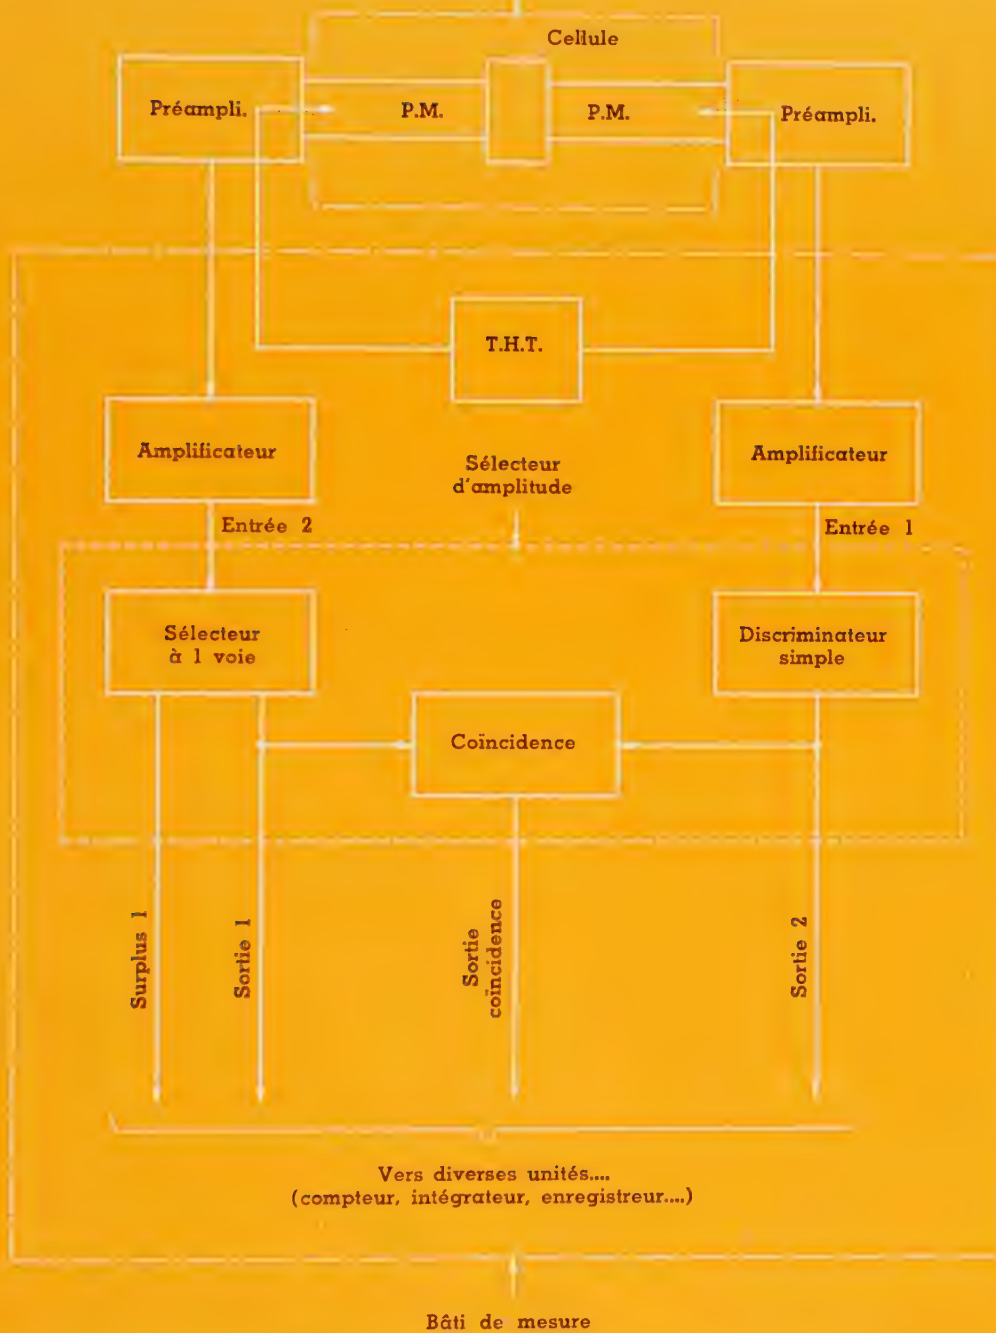 Cellule
Préampli.
P.M.
P.M.
Préampli.
T.H.T.
Amplificateur
Sélecteur
d'amplitude
Amplificateur
Entrée 2
Entrée 1
Sélecteur
à 1 voie
Discriminateur
simple
Coïncidence
Surplus 1
Sortie 1
Sortie
coïncidence
Sortie 2
Vers diverses unités....
(compteur, intégrateur, enregistreur....)
Bâti de mesure